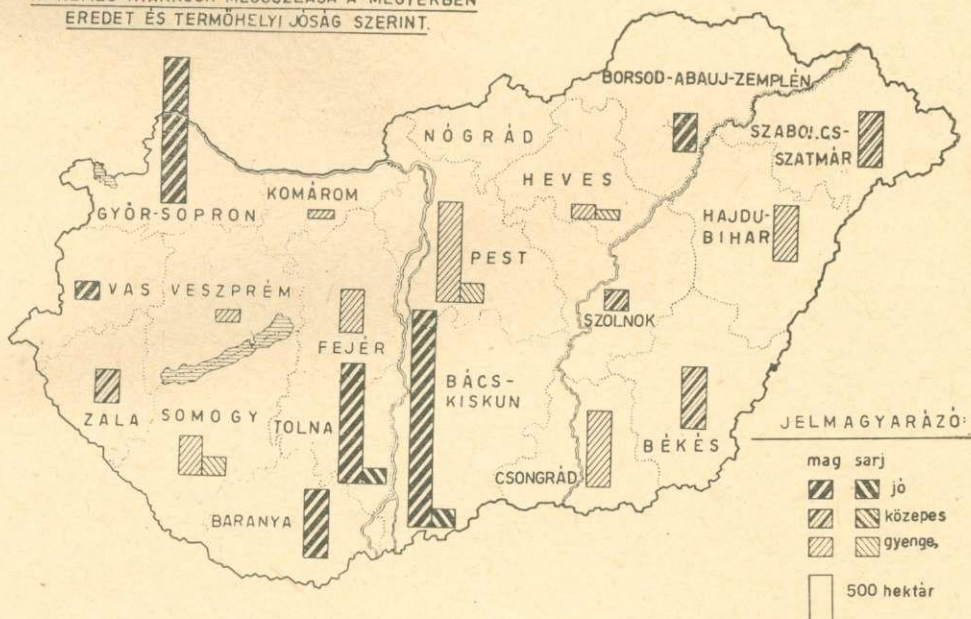 MEGOSZLÁSA A MEGYÉKBEN
EREDET ÉS TERMŐHELYI JÓSÁG SZERINT.
BORSOD-ABAUJ-ZEMPLÉN
NÓGRÁD
SZABOLCS-
SZATMÁR
HEVES
KOMÁROM
GYŐR-SOPRON
HAJDU-
BIHAR
PEST
VAS
VESZPRÉM
SZOLNOK
FEJÉR
BÁCS-
KISKUN
ZALA
SOMOGY
TOLNA
BÉKÉS
CSONGRÁD
BARANYA
JELMAGYARÁZÓ:
mag sarj
jó
közepes
gyenge,
500 hektár